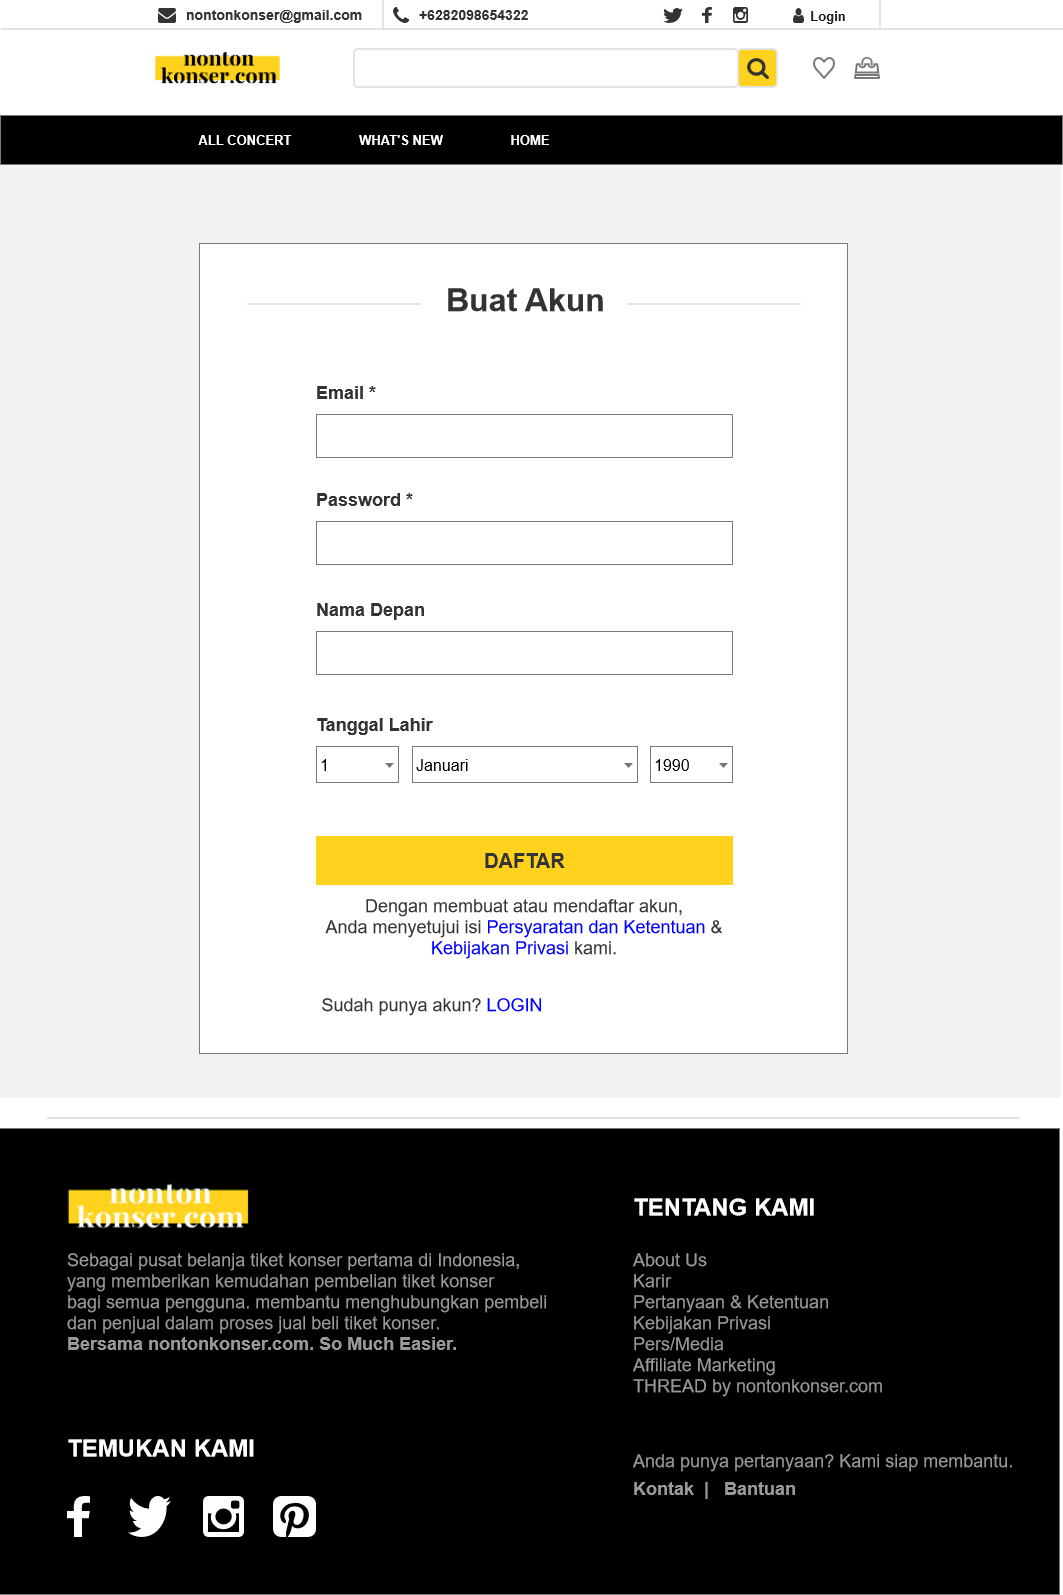 nontonkonser@gmail.com +6282098654322 Login
nonton
konser.com
ALL CONCERT WHAT'S NEW HOME
Buat Akun
Email *
Password *
Nama Depan
Tanggal Lahir
1 Januari 1990
DAFTAR
Dengan membuat atau mendaftar akun,
Anda menyetujui isi Persyaratan dan Ketentuan &
Kebijakan Privasi kami.
Sudah punya akun? LOGIN
nonton
konser.com
Sebagai pusat belanja tiket konser pertama di Indonesia,
yang memberikan kemudahan pembelian tiket konser
bagi semua pengguna. membantu menghubungkan pembeli
dan penjual dalam proses jual beli tiket konser.
Bersama nontonkonser.com. So Much Easier.
TEMUKAN KAMI
TENTANG KAMI
About Us
Karir
Pertanyaan & Ketentuan
Kebijakan Privasi
Pers/Media
Affiliate Marketing
THREAD by nontonkonser.com
Anda punya pertanyaan? Kami siap membantu.
Kontak | Bantuan